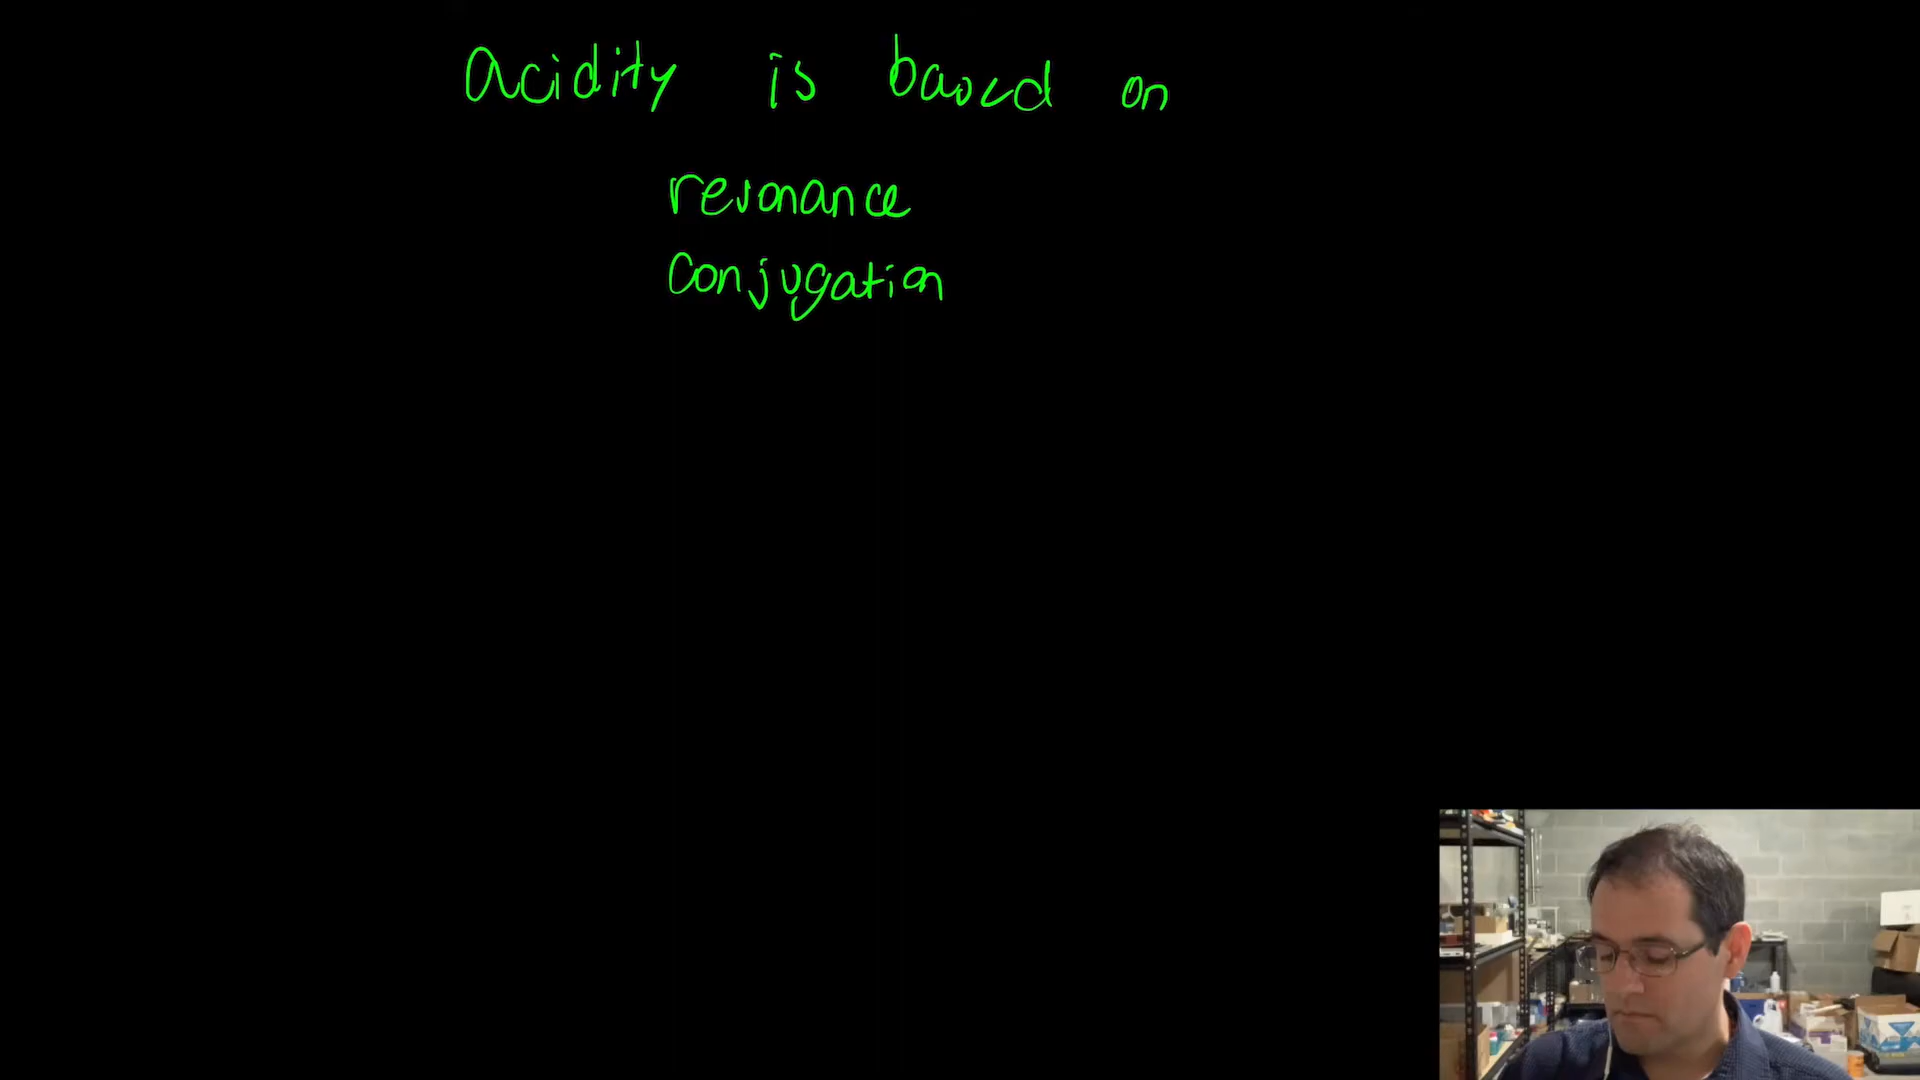 acidity is based on
resonance
conjugation